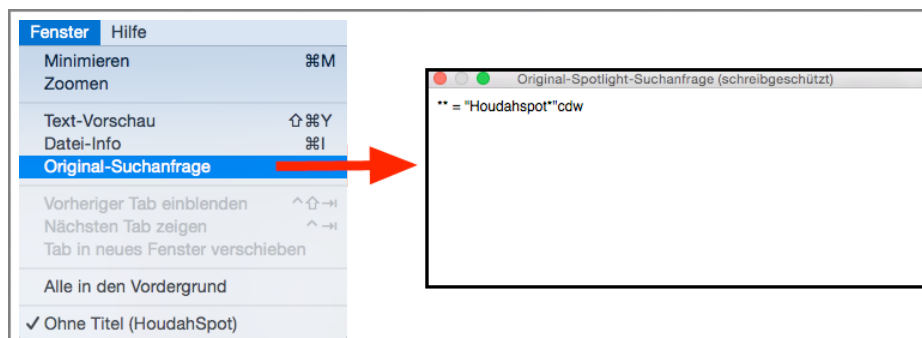 Fenster Hilfe
Minimieren ⌘M
Zoomen
Text-Vorschau ⇧⌘Y
Datei-Info ⌘I
Original-Suchanfrage
Vorheriger Tab einblenden ^⇧⇥
Nächsten Tab zeigen ^⇥
Tab in neues Fenster verschieben
Alle in den Vordergrund
✓ Ohne Titel (HoudahSpot)
Original-Spotlight-Suchanfrage (schreibgeschützt)
** = "Houdahspot*"cdw